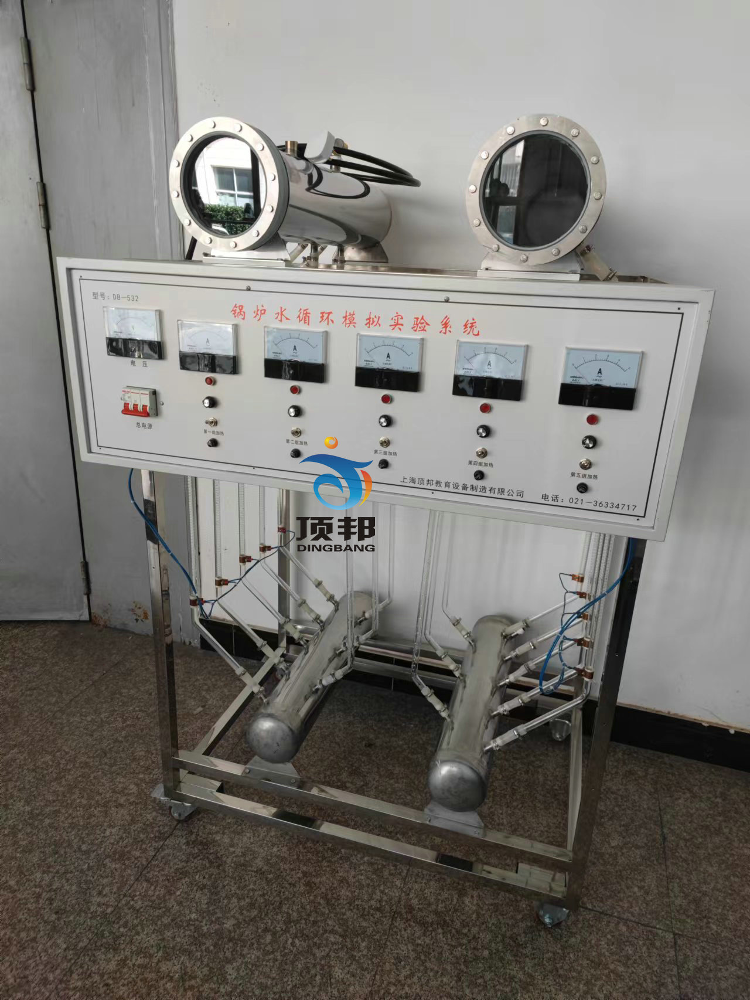 型号：DB—532
锅炉水循环模拟实验系统
V
A
A
A
A
A
电 压
总电源
第一组加热
第二组加热
第三组加热
第四组加热
第五组加热
上海顶邦教育设备制造有限公司
电话：021—36334717
顶邦
DINGBANG